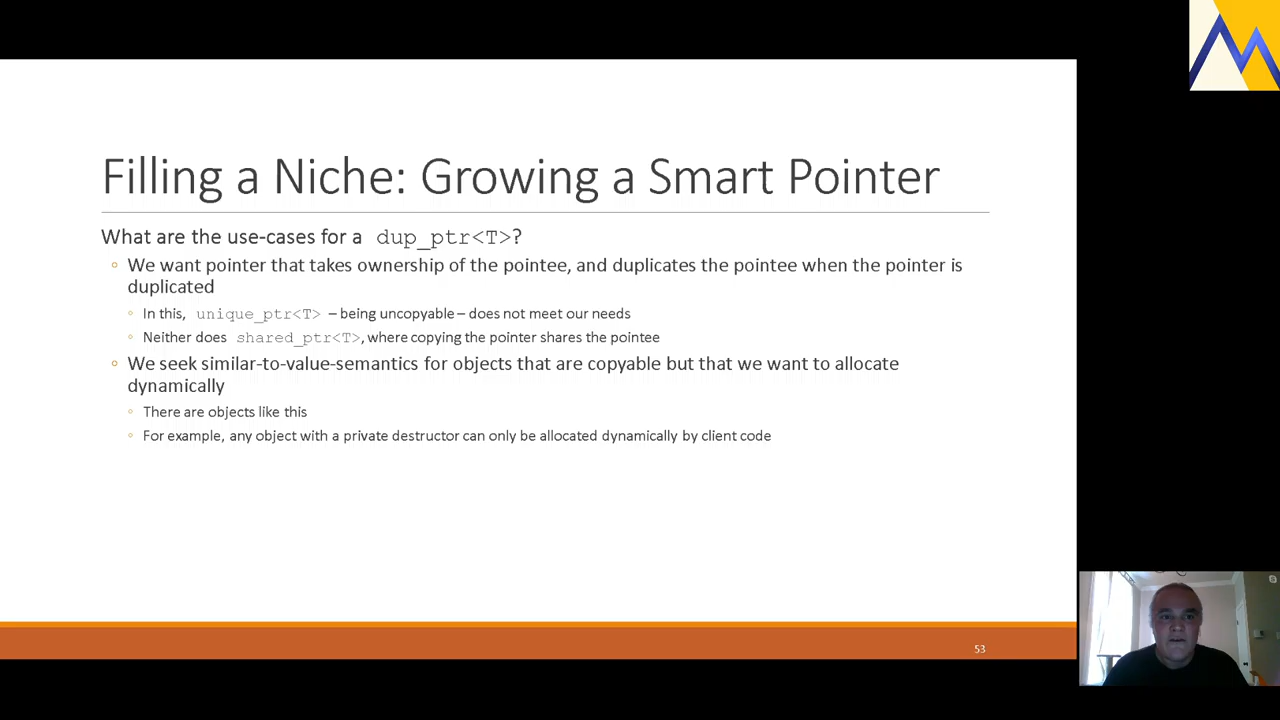 Filling a Niche: Growing a Smart Pointer
What are the use-cases for a dup_ptr<T>?
◦ We want pointer that takes ownership of the pointee, and duplicates the pointee when the pointer is
duplicated
◦ In this, unique_ptr<T> – being uncopyable – does not meet our needs
◦ Neither does shared_ptr<T>, where copying the pointer shares the pointee
◦ We seek similar-to-value-semantics for objects that are copyable but that we want to allocate
dynamically
◦ There are objects like this
◦ For example, any object with a private destructor can only be allocated dynamically by client code
53